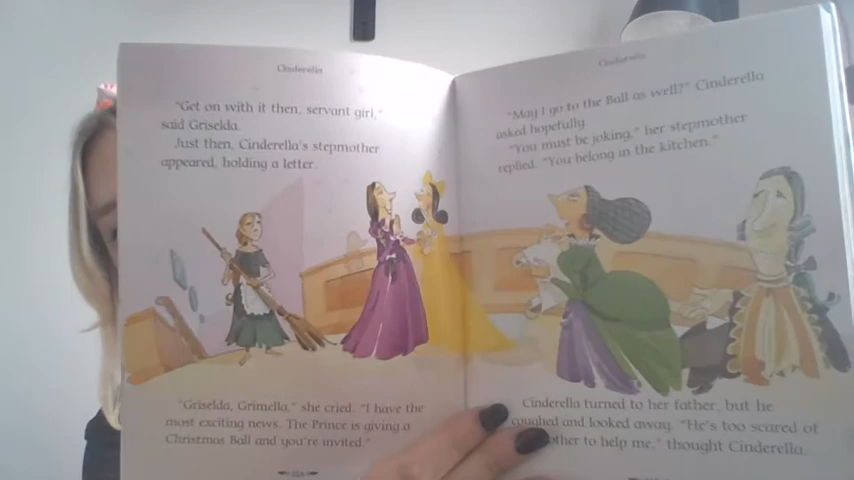 Cinderella
"Get on with it then, servant girl,"
said Griselda.
Just then, Cinderella's stepmother
appeared, holding a letter.
"Griselda, Grimella," she cried. "I have the
most exciting news. The Prince is giving a
Christmas Ball and you're invited."
Cinderella
"May I go to the Ball as well?" Cinderella
asked hopefully.
"You must be joking," her stepmother
replied. "You belong in the kitchen."
Cinderella turned to her father, but he
coughed and looked away. "He's too scared of
other to help me," thought Cinderella.